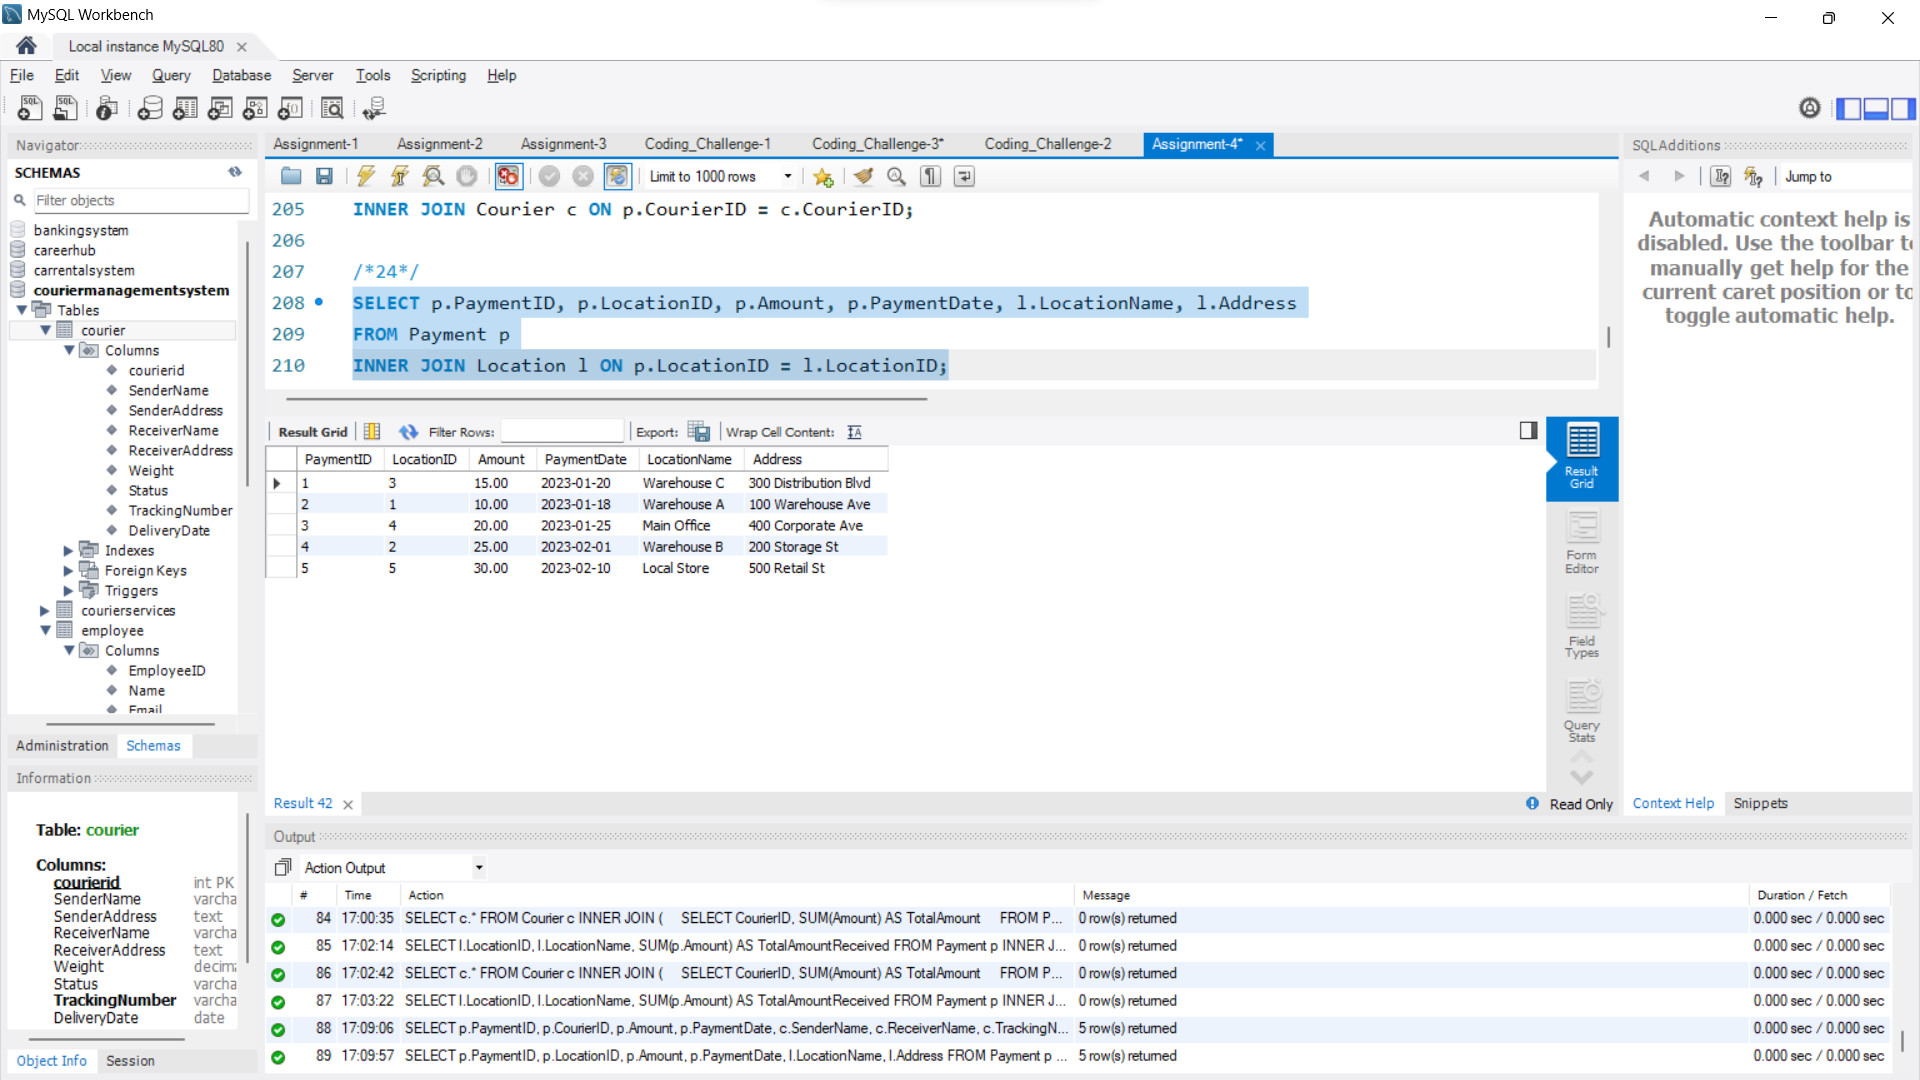 MySQL Workbench
Local instance MySQL80
File Edit View Query Database Server Tools Scripting Help
Navigator
SCHEMAS
Filter objects
bankingsystem
careerhub
carrentalsystem
couriermanagementsystem
Tables
courier
Columns
courierid
SenderName
SenderAddress
ReceiverName
ReceiverAddress
Weight
Status
TrackingNumber
DeliveryDate
Indexes
Foreign Keys
Triggers
courierservices
employee
Columns
EmployeeID
Name
Email
Administration Schemas
Information
Table: courier
Columns:
courierid int PK
SenderName varcha
SenderAddress text
ReceiverName varcha
ReceiverAddress text
Weight decim
Status varcha
TrackingNumber varcha
DeliveryDate date
Object Info Session
Assignment-1 Assignment-2 Assignment-3 Coding_Challenge-1 Coding_Challenge-3* Coding_Challenge-2 Assignment-4*
Limit to 1000 rows
205 INNER JOIN Courier c ON p.CourierID = c.CourierID;
206
207 /*24*/
208 SELECT p.PaymentID, p.LocationID, p.Amount, p.PaymentDate, l.LocationName, l.Address
209 FROM Payment p
210 INNER JOIN Location l ON p.LocationID = l.LocationID;
Result Grid Filter Rows: Export: Wrap Cell Content:
PaymentID LocationID Amount PaymentDate LocationName Address
1 3 15.00 2023-01-20 Warehouse C 300 Distribution Blvd
2 1 10.00 2023-01-18 Warehouse A 100 Warehouse Ave
3 4 20.00 2023-01-25 Main Office 400 Corporate Ave
4 2 25.00 2023-02-01 Warehouse B 200 Storage St
5 5 30.00 2023-02-10 Local Store 500 Retail St
Result Grid
Form Editor
Field Types
Query Stats
Result 42
Read Only
SQLAdditions
Jump to
Automatic context help is
disabled. Use the toolbar to
manually get help for the
current caret position or to
toggle automatic help.
Context Help Snippets
Output
Action Output
# Time Action Message Duration / Fetch
84 17:00:35 SELECT c.* FROM Courier c INNER JOIN ( SELECT CourierID, SUM(Amount) AS TotalAmount FROM P... 0 row(s) returned 0.000 sec / 0.000 sec
85 17:02:14 SELECT l.LocationID, l.LocationName, SUM(p.Amount) AS TotalAmountReceived FROM Payment p INNER J... 0 row(s) returned 0.000 sec / 0.000 sec
86 17:02:42 SELECT c.* FROM Courier c INNER JOIN ( SELECT CourierID, SUM(Amount) AS TotalAmount FROM P... 0 row(s) returned 0.000 sec / 0.000 sec
87 17:03:22 SELECT l.LocationID, l.LocationName, SUM(p.Amount) AS TotalAmountReceived FROM Payment p INNER J... 0 row(s) returned 0.000 sec / 0.000 sec
88 17:09:06 SELECT p.PaymentID, p.CourierID, p.Amount, p.PaymentDate, c.SenderName, c.ReceiverName, c.TrackingN... 5 row(s) returned 0.000 sec / 0.000 sec
89 17:09:57 SELECT p.PaymentID, p.LocationID, p.Amount, p.PaymentDate, l.LocationName, l.Address FROM Payment p ... 5 row(s) returned 0.000 sec / 0.000 sec